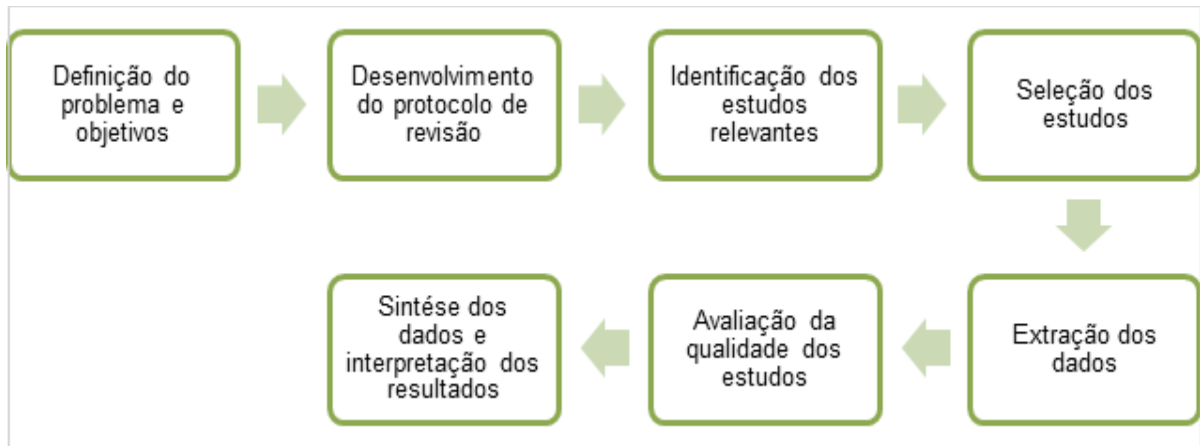 Definição do
problema e
objetivos
Desenvolvimento
do protocolo de
revisão
Identificação dos
estudos
relevantes
Seleção dos
estudos
Extração dos
dados
Avaliação da
qualidade dos
estudos
Sintése dos
dados e
interpretação dos
resultados